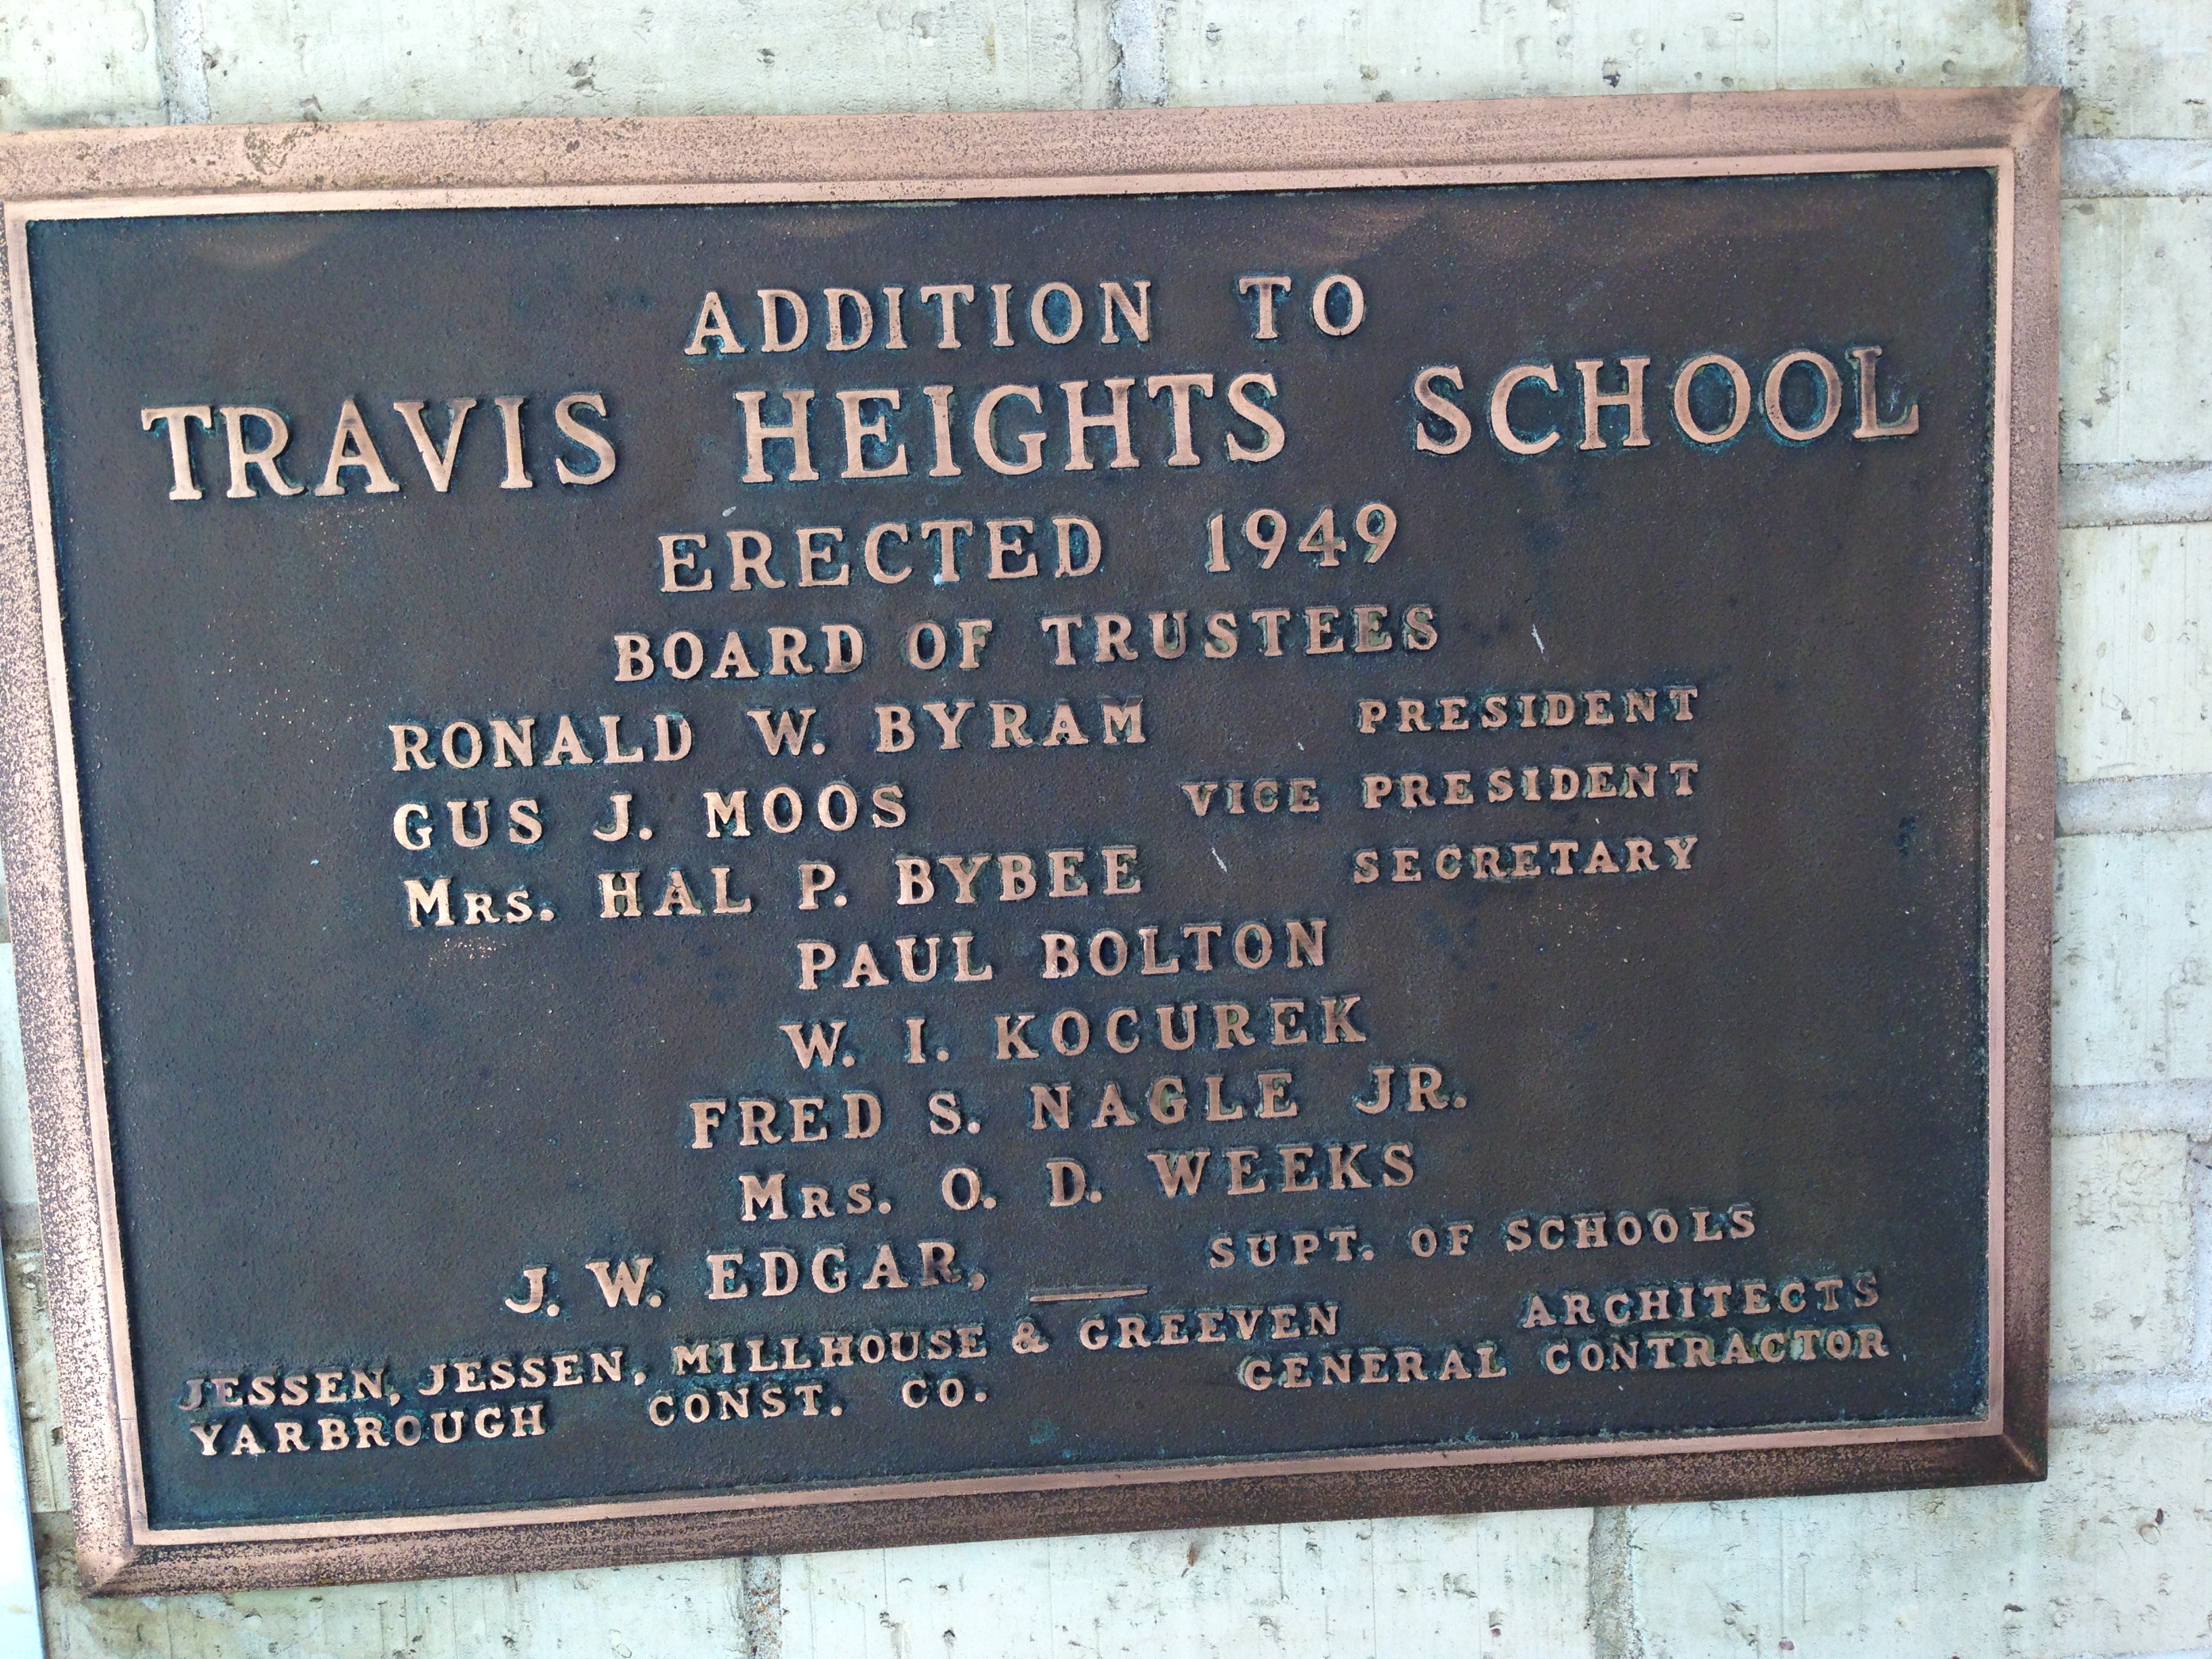 ADDITION TO
TRAVIS HEIGHTS SCHOOL
ERECTED 1949
BOARD OF TRUSTEES
RONALD W. BYRAM PRESIDENT
GUS J. MOOS VICE PRESIDENT
MRS. HAL P. BYBEE SECRETARY
PAUL BOLTON
W. I. KOCUREK
FRED S. NAGLE JR.
MRS. O. D. WEEKS
J. W. EDGAR, SUPT. OF SCHOOLS
JESSEN, JESSEN, MILLHOUSE & GREEVEN ARCHITECTS
YARBROUGH CONST. CO. GENERAL CONTRACTOR